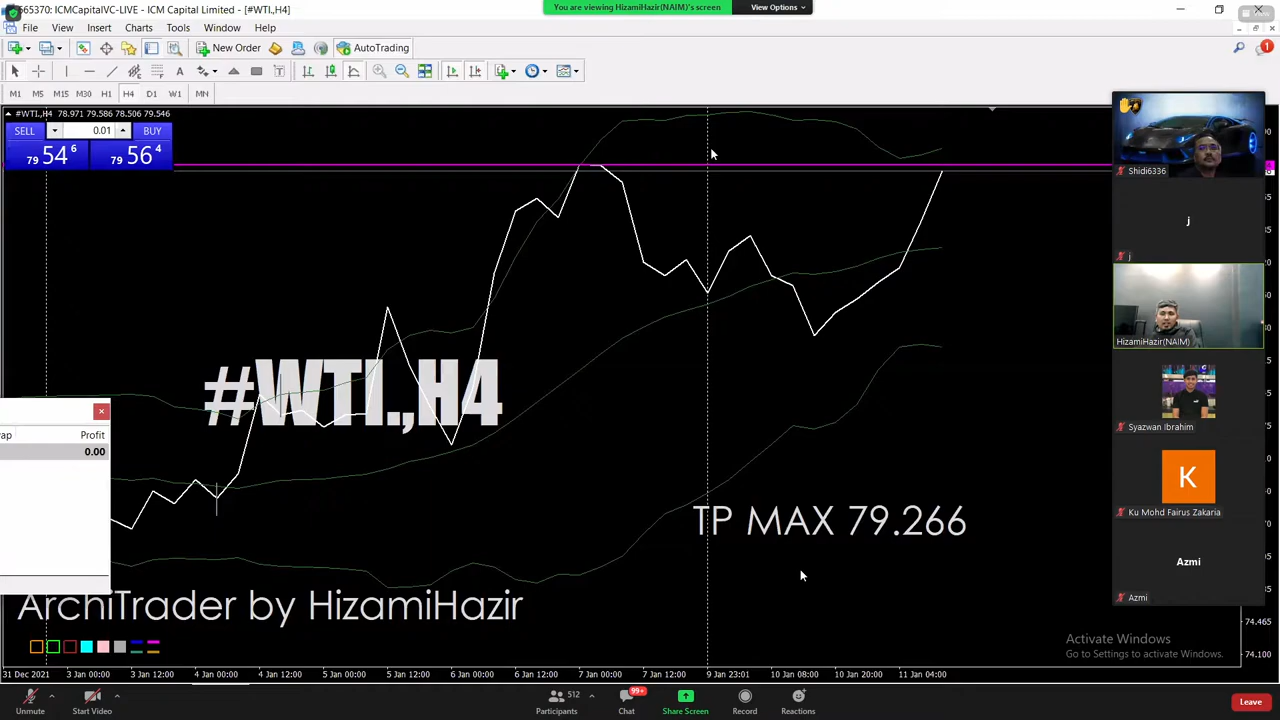 565370: ICMCapitalVC-LIVE - ICM Capital Limited - [#WTI,H4]
You are viewing HizamiHazir(NAIM)'s screen
View Options
View
File View Insert Charts Tools Window Help
New Order
AutoTrading
1
A
T
M1 M5 M15 M30 H1 H4 D1 W1 MN
#WTI.,H4 78.971 79.586 78.506 79.546
SELL 0.01 BUY
79 54 6
79 56 4
Shidi6336
j
j
HizamiHazir(NAIM)
#WTI.,H4
Profit
0.00
Syazwan Ibrahim
K
Ku Mohd Fairus Zakaria
TP MAX 79.266
Azmi
Azmi
ArchiTrader by HizamiHazir
74.465
Activate Windows
Go to Settings to activate Windows.
74.100
31 Dec 2021 3 Jan 00:00 3 Jan 12:00 4 Jan 00:00 4 Jan 12:00 5 Jan 00:00 5 Jan 12:00 6 Jan 00:00 6 Jan 12:00 7 Jan 00:00 7 Jan 12:00 9 Jan 23:01 10 Jan 08:00 10 Jan 20:00 11 Jan 04:00
512
99+
Unmute Start Video Participants Chat Share Screen Record Reactions Leave